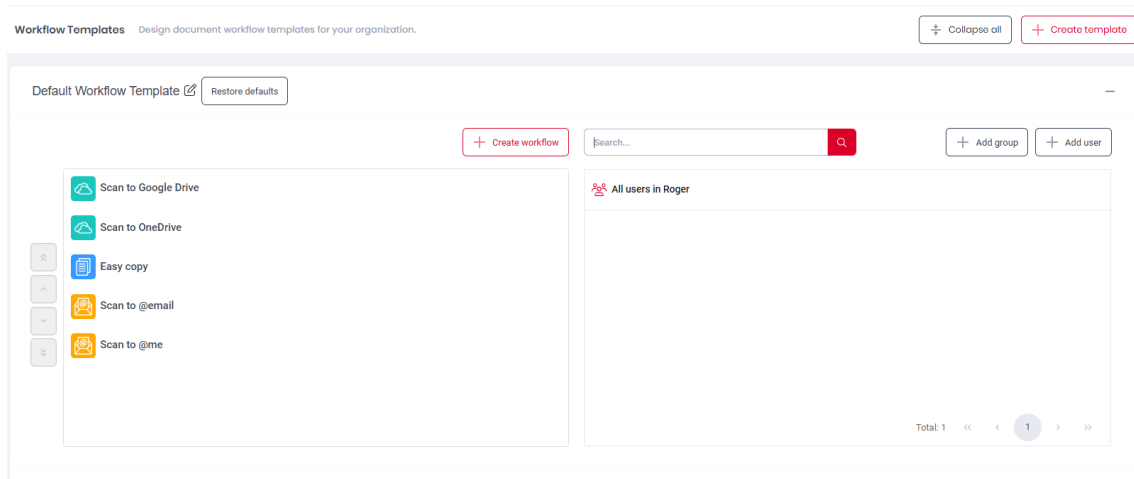 Workflow Templates Design document workflow templates for your organization.
Collapse all
Create template
Default Workflow Template
Restore defaults
Create workflow
Search...
Add group
Add user
Scan to Google Drive
Scan to OneDrive
Easy copy
Scan to @email
Scan to @me
All users in Roger
Total: 1
1